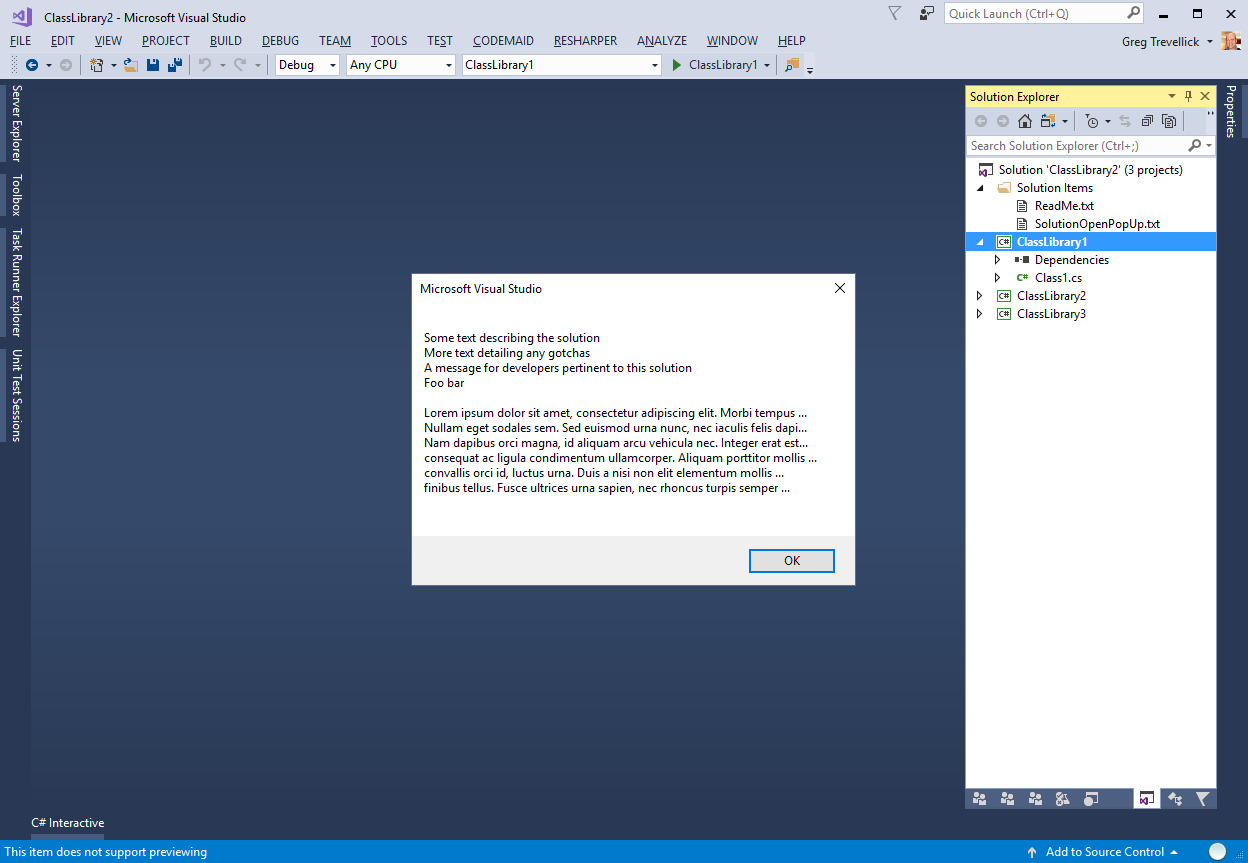 ClassLibrary2 - Microsoft Visual Studio
Quick Launch (Ctrl+Q)
FILE EDIT VIEW PROJECT BUILD DEBUG TEAM TOOLS TEST CODEMAID RESHARPER ANALYZE WINDOW HELP
Greg Trevellick
Debug Any CPU ClassLibrary1 ClassLibrary1
Server Explorer
Toolbox
Task Runner Explorer
Unit Test Sessions
Microsoft Visual Studio
Some text describing the solution
More text detailing any gotchas
A message for developers pertinent to this solution
Foo bar
Lorem ipsum dolor sit amet, consectetur adipiscing elit. Morbi tempus ...
Nullam eget sodales sem. Sed euismod urna nunc, nec iaculis felis dapi...
Nam dapibus orci magna, id aliquam arcu vehicula nec. Integer erat est...
consequat ac ligula condimentum ullamcorper. Aliquam porttitor mollis ...
convallis orci id, luctus urna. Duis a nisi non elit elementum mollis ...
finibus tellus. Fusce ultrices urna sapien, nec rhoncus turpis semper ...
OK
Solution Explorer
Search Solution Explorer (Ctrl+;)
Solution 'ClassLibrary2' (3 projects)
Solution Items
ReadMe.txt
SolutionOpenPopUp.txt
C# ClassLibrary1
Dependencies
C# Class1.cs
C# ClassLibrary2
C# ClassLibrary3
Properties
C# Interactive
This item does not support previewing
Add to Source Control